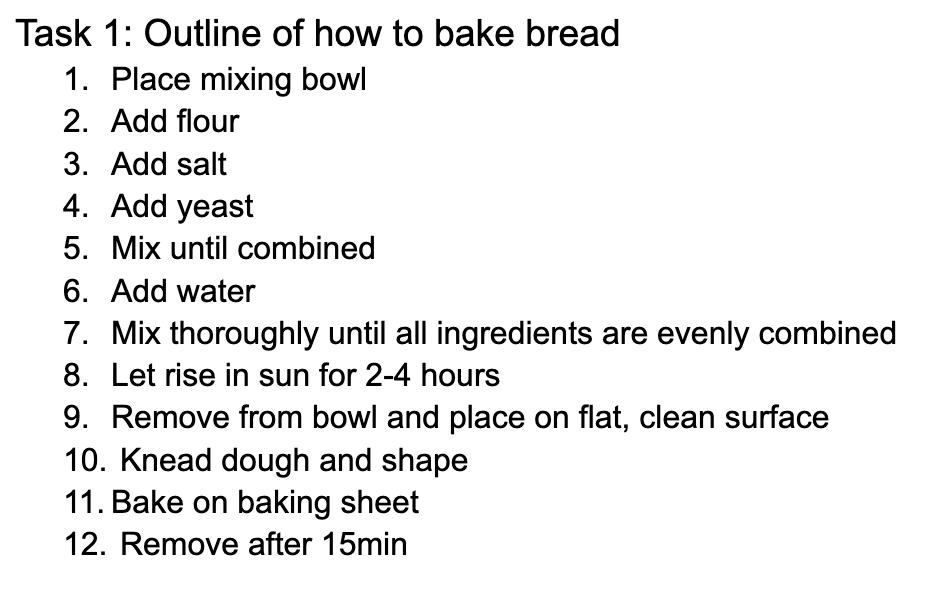 Task 1: Outline of how to bake bread
1. Place mixing bowl
2. Add flour
3. Add salt
4. Add yeast
5. Mix until combined
6. Add water
7. Mix thoroughly until all ingredients are evenly combined
8. Let rise in sun for 2-4 hours
9. Remove from bowl and place on flat, clean surface
10. Knead dough and shape
11. Bake on baking sheet
12. Remove after 15min